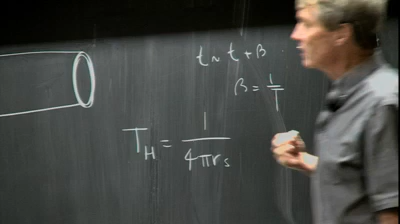 t ~ t + β
β = 1/T
T_H = 1/4πr_s